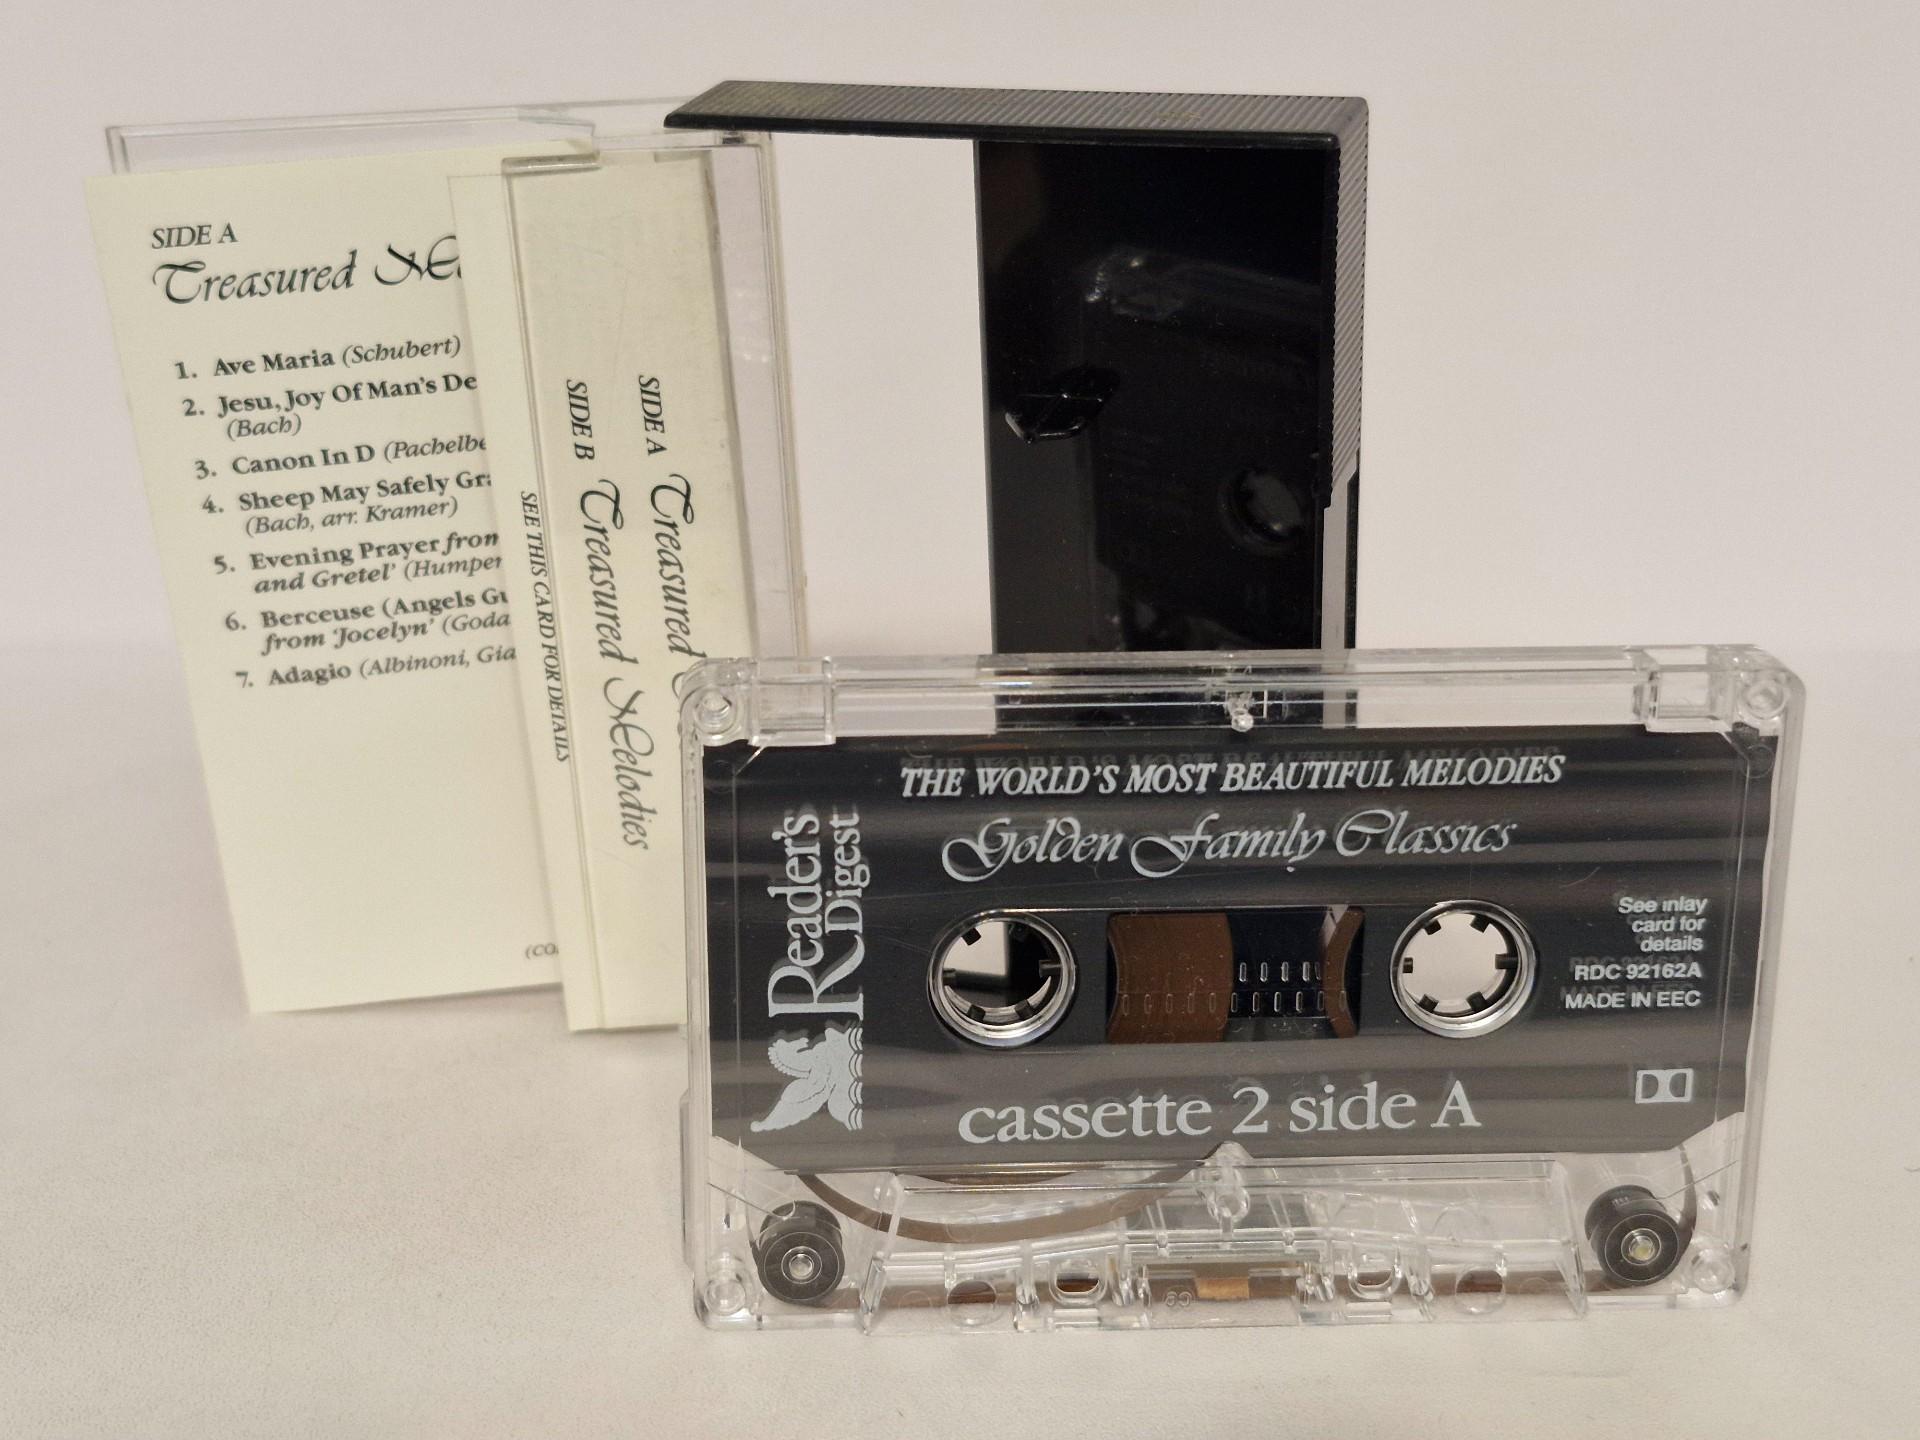 SIDE A
Treasured
1. Ave Maria (Schubert)
2. Jesu, Joy Of Man's De
(Bach)
3. Canon In D (Pachelbe
4. Sheep May Safely Gra
(Bach, arr. Kramer)
5. Evening Prayer from
and Gretel' (Humper
6. Berceuse (Angels Gu
from 'Jocelyn' (Goda
7. Adagio (Albinoni, Gia
(CO
SIDE A Treasured
SIDE B Treasured Melodies
SEE THIS CARD FOR DETAILS
THE WORLD'S MOST BEAUTIFUL MELODIES
Golden Family Classics
Reader's
Digest
See inlay
card for
details
RDC 92162A
MADE IN EEC
cassette 2 side A